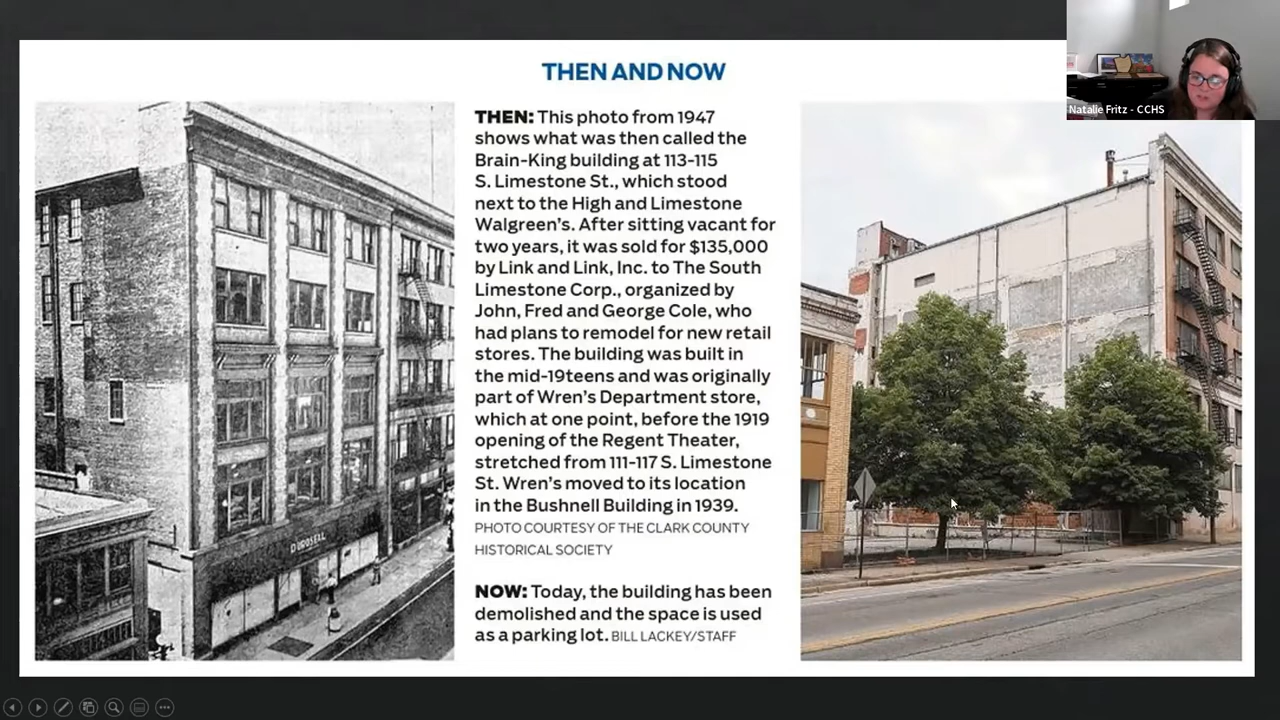 THEN AND NOW
Natalie Fritz - CCHS
THEN: This photo from 1947
shows what was then called the
Brain-King building at 113-115
S. Limestone St., which stood
next to the High and Limestone
Walgreen's. After sitting vacant for
two years, it was sold for $135,000
by Link and Link, Inc. to The South
Limestone Corp., organized by
John, Fred and George Cole, who
had plans to remodel for new retail
stores. The building was built in
the mid-19teens and was originally
part of Wren's Department store,
which at one point, before the 1919
opening of the Regent Theater,
stretched from 111-117 S. Limestone
St. Wren's moved to its location
in the Bushnell Building in 1939.
PHOTO COURTESY OF THE CLARK COUNTY
HISTORICAL SOCIETY
NOW: Today, the building has been
demolished and the space is used
as a parking lot. BILL LACKEY/STAFF